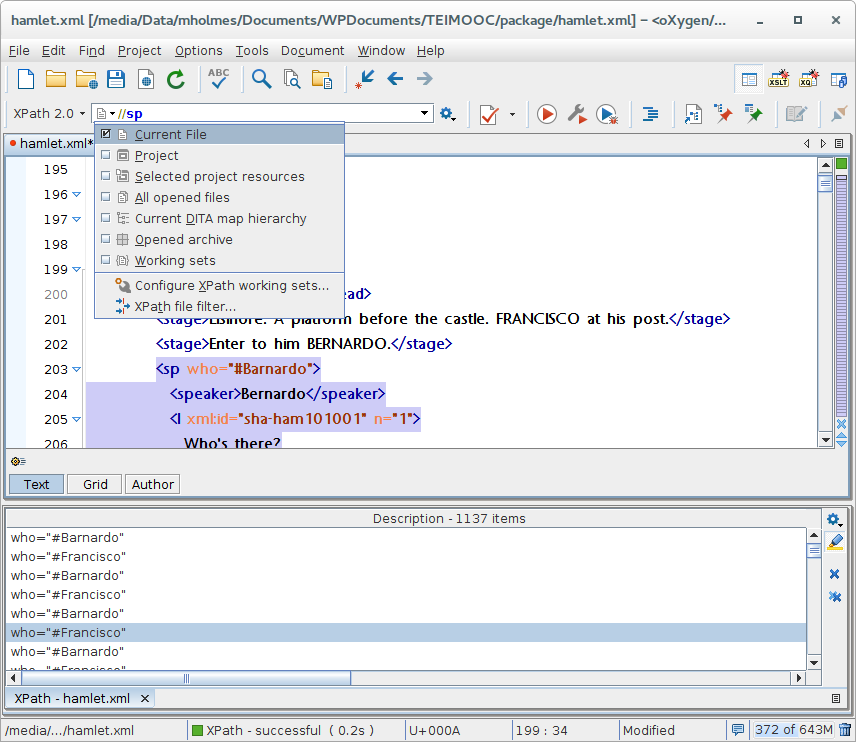 hamlet.xml [/media/Data/mholmes/Documents/WPDocuments/TEIMOOC/package/hamlet.xml] – <oXygen/...
File Edit Find Project Options Tools Document Window Help
ABC XSLT XQ
XPath 2.0 //sp
hamlet.xml*
Current File
Project
Selected project resources
All opened files
Current DITA map hierarchy
Opened archive
Working sets
Configure XPath working sets...
XPath file filter...
195
196
197
198
199
200 ead>
201 <stage>Elsinore. A platform before the castle. FRANCISCO at his post.</stage>
202 <stage>Enter to him BERNARDO.</stage>
203 <sp who="#Barnardo">
204 <speaker>Bernardo</speaker>
205 <l xml:id="sha-ham101001" n="1">
206 Who's there?
Text Grid Author
Description - 1137 items
who="#Barnardo"
who="#Francisco"
who="#Barnardo"
who="#Francisco"
who="#Barnardo"
who="#Francisco"
who="#Barnardo"
who="#Francisco"
XPath - hamlet.xml
/media/.../hamlet.xml XPath - successful ( 0.2s ) U+000A 199 : 34 Modified 372 of 643M